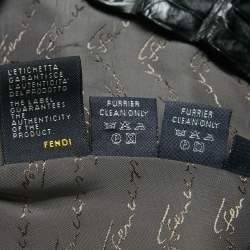 L'ETICHETTA
GARANTISCE
L'AUTENTICITA'
DEL PRODOTTO
THE LABEL
GUARANTEES
THE
AUTHENTICITY
OF THE
PRODUCT
FENDI
FURRIER
CLEAN ONLY
FURRIER
CLEAN ONLY